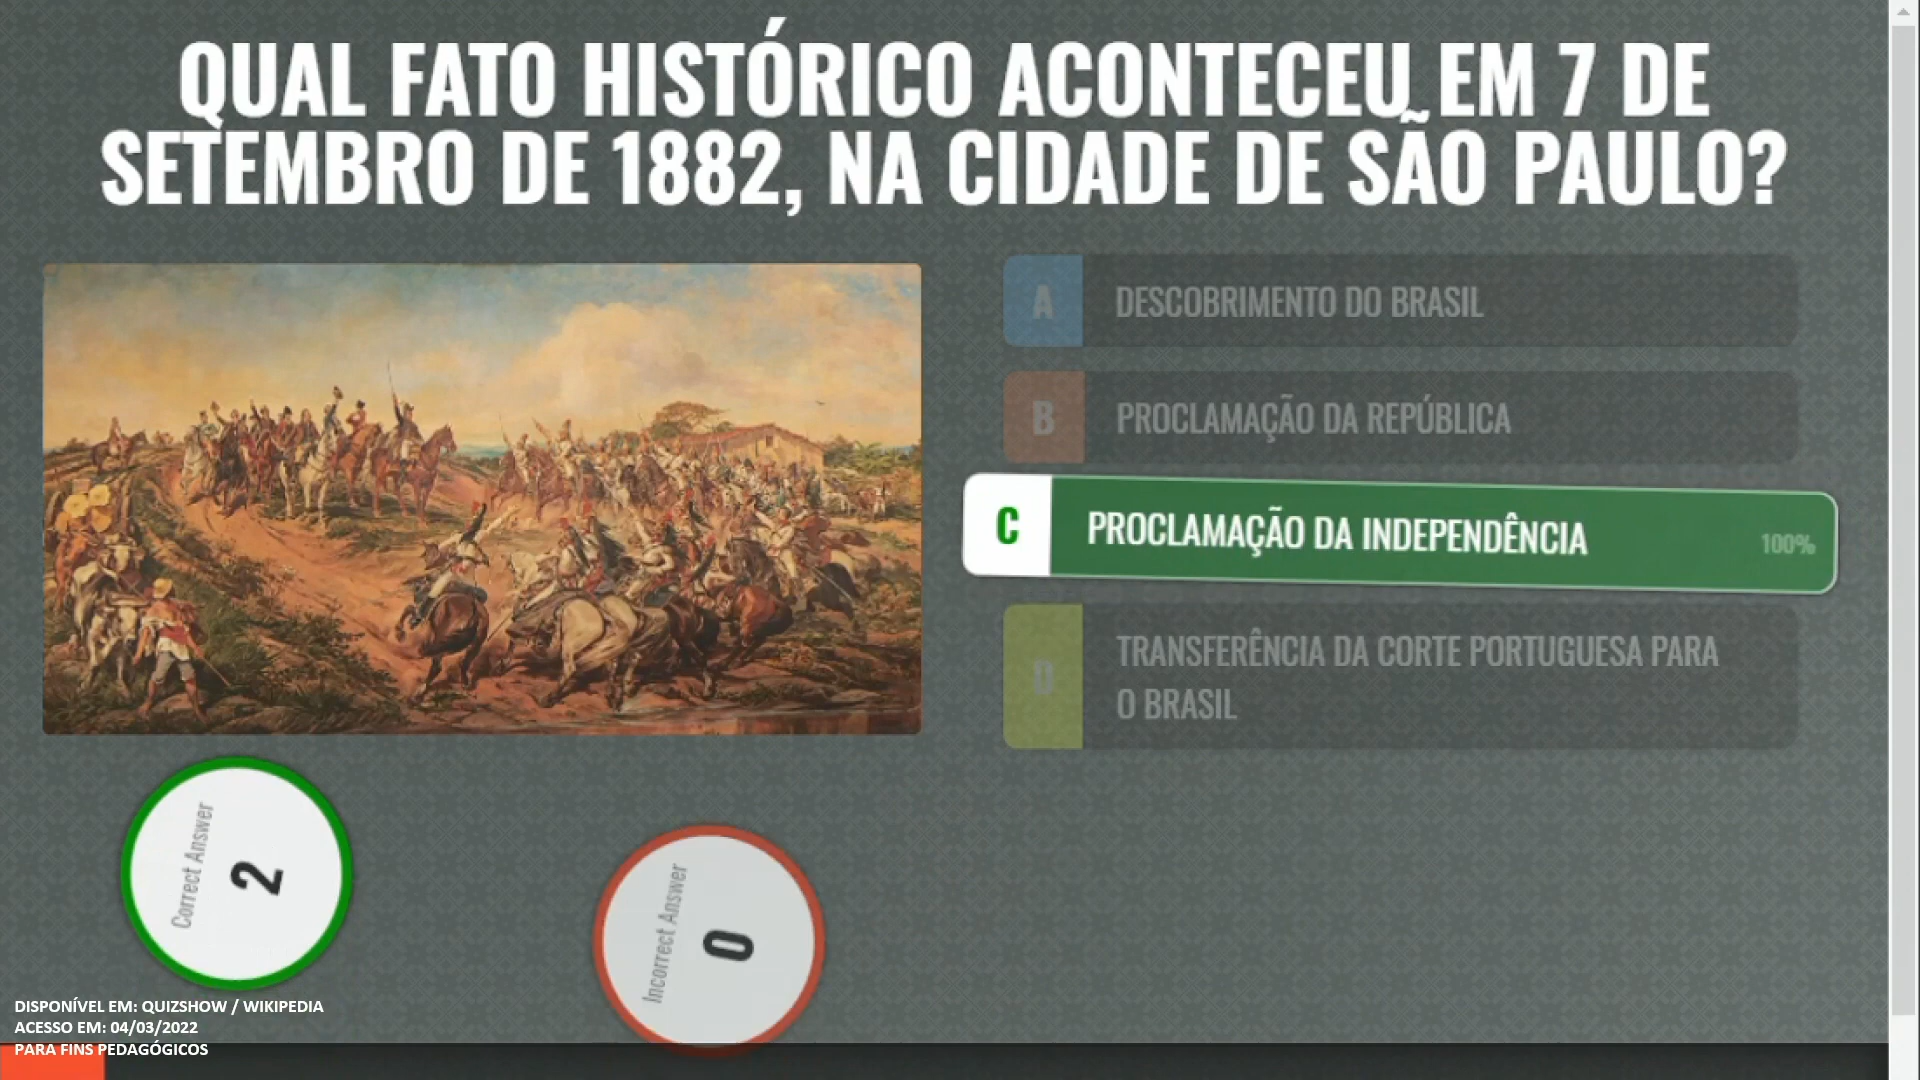 QUAL FATO HISTÓRICO ACONTECEU EM 7 DE
SETEMBRO DE 1882, NA CIDADE DE SÃO PAULO?
A DESCOBRIMENTO DO BRASIL
B PROCLAMAÇÃO DA REPÚBLICA
C PROCLAMAÇÃO DA INDEPENDÊNCIA 100%
D TRANSFERÊNCIA DA CORTE PORTUGUESA PARA
O BRASIL
Correct Answer
2
Incorrect Answer
0
DISPONÍVEL EM: QUIZSHOW / WIKIPEDIA
ACESSO EM: 04/03/2022
PARA FINS PEDAGÓGICOS